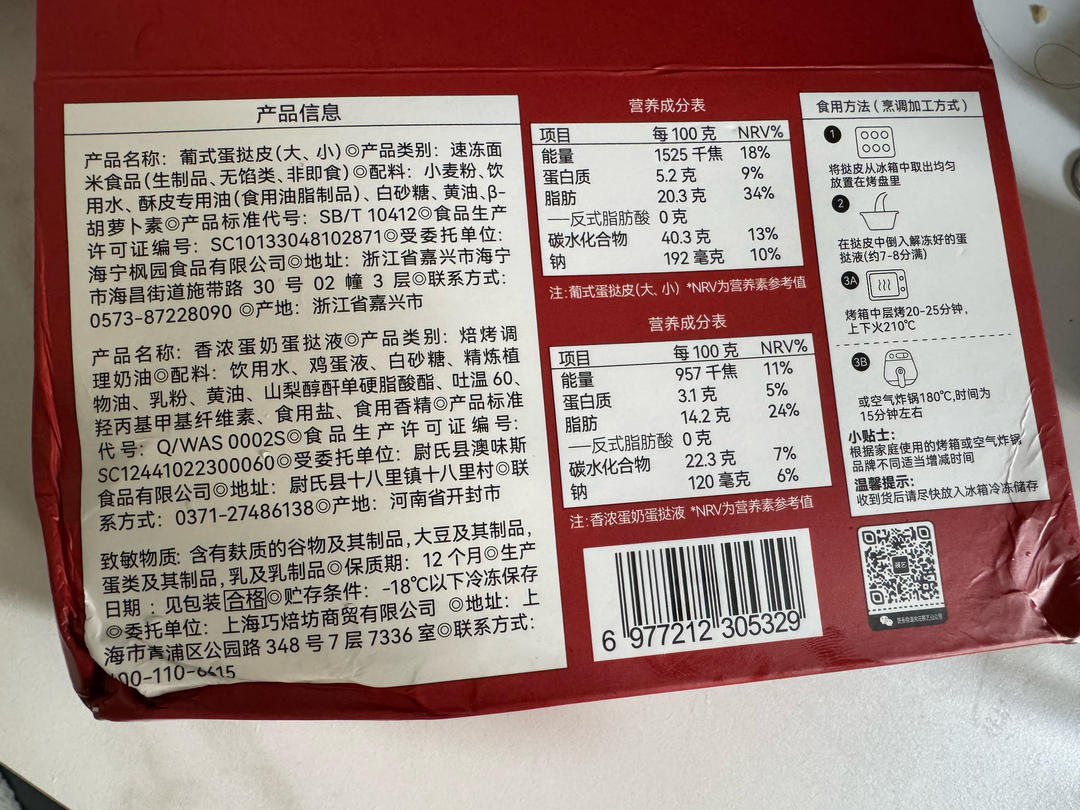 产品信息
产品名称：葡式蛋挞皮(大、小)◎产品类别：速冻面
米食品(生制品、无馅类、非即食)◎配料：小麦粉、饮
用水、酥皮专用油(食用油脂制品)、白砂糖、黄油、β-
胡萝卜素◎产品标准代号：SB/T 10412◎食品生产
许可证编号：SC10133048102871◎受委托单位：
海宁枫园食品有限公司◎地址：浙江省嘉兴市海宁
市海昌街道施带路 30 号 02 幢 3 层◎联系方式：
0573-87228090 ◎产地：浙江省嘉兴市
产品名称：香浓蛋奶蛋挞液◎产品类别：焙烤调
理奶油◎配料：饮用水、鸡蛋液、白砂糖、精炼植
物油、乳粉、黄油、山梨醇酐单硬脂酸酯、吐温 60、
羟丙基甲基纤维素、食用盐、食用香精◎产品标准
代号：Q/WAS 0002S◎食品生产许可证编号：
SC12441022300060◎受委托单位：尉氏县澳味斯
食品有限公司◎地址：尉氏县十八里镇十八里村◎联
系方式：0371-27486138◎产地：河南省开封市
致敏物质：含有麸质的谷物及其制品,大豆及其制品,
蛋类及其制品,乳及乳制品◎保质期：12 个月◎生产
日期：见包装合格◎贮存条件：-18℃以下冷冻保存
◎委托单位：上海巧焙坊商贸有限公司 ◎地址：上
海市青浦区公园路 348 号 7 层 7336 室◎联系方式：
00-110-6615
营养成分表
项目 每 100 克 NRV%
能量 1525 千焦 18%
蛋白质 5.2 克 9%
脂肪 20.3 克 34%
—反式脂肪酸 0 克
碳水化合物 40.3 克 13%
钠 192 毫克 10%
注:葡式蛋挞皮(大、小) *NRV为营养素参考值
营养成分表
项目 每 100 克 NRV%
能量 957 千焦 11%
蛋白质 3.1 克 5%
脂肪 14.2 克 24%
—反式脂肪酸 0 克
碳水化合物 22.3 克 7%
钠 120 毫克 6%
注:香浓蛋奶蛋挞液 *NRV为营养素参考值
6 977212 305329
食用方法(烹调加工方式)
1
将挞皮从冰箱中取出均匀
放置在烤盘里
2
在挞皮中倒入解冻好的蛋
挞液(约7-8分满)
3A
烤箱中层烤20-25分钟，
上下火210℃
3B
或空气炸锅180℃,时间为
15分钟左右
小贴士:
根据家庭使用的烤箱或空气炸锅
品牌不同适当增减时间
温馨提示:
收到货后请尽快放入冰箱冷冻储存
展艺